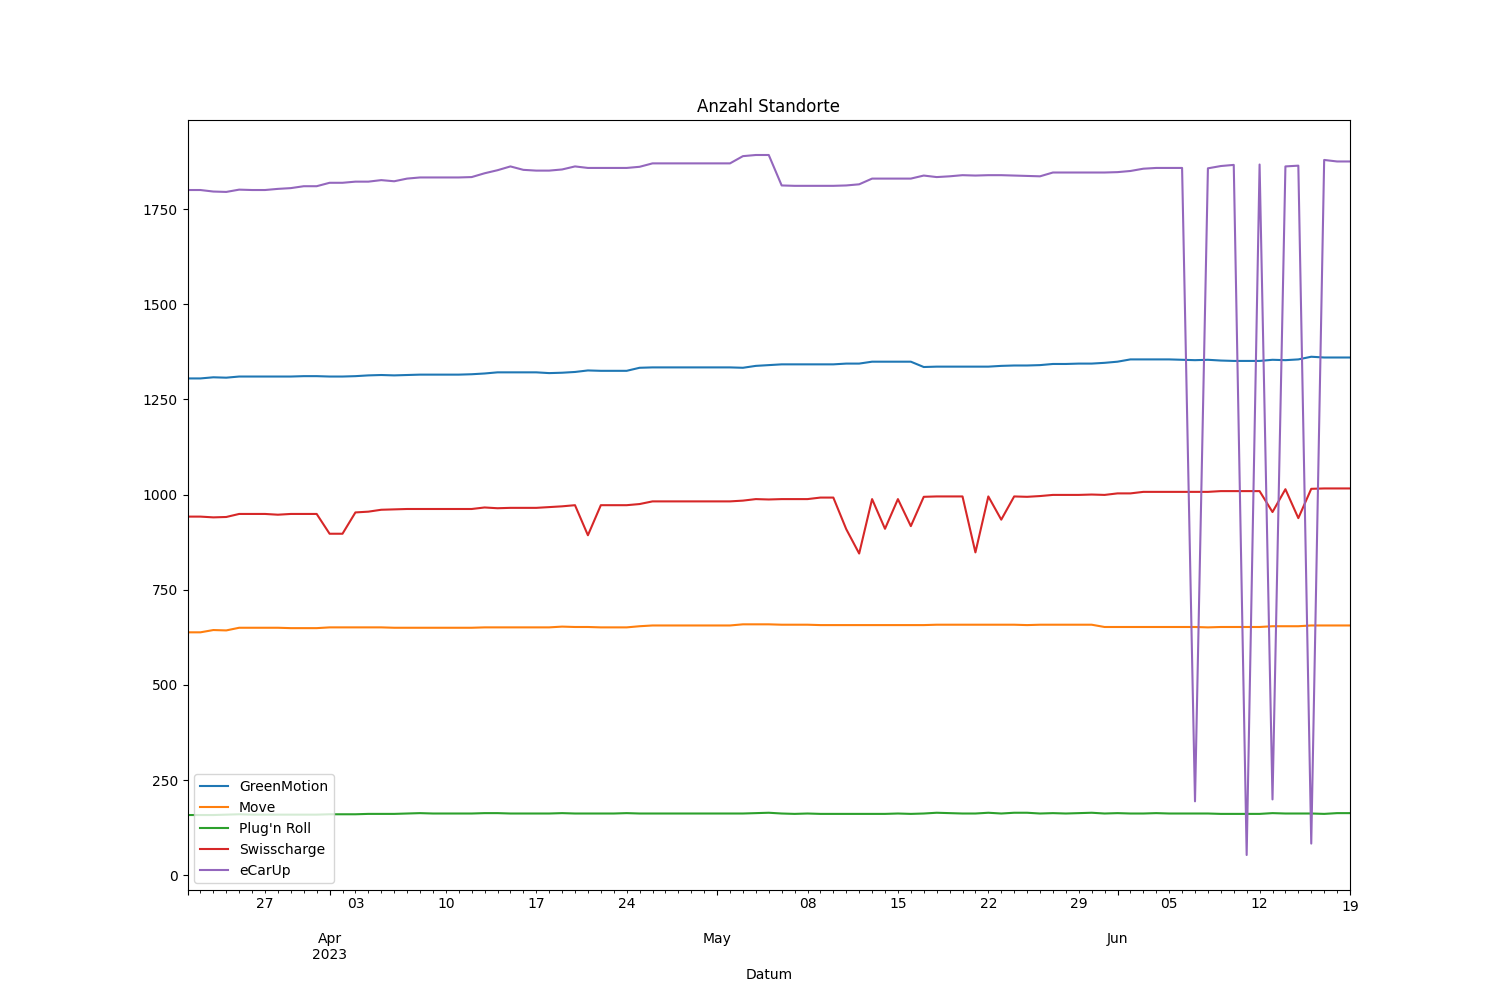 Anzahl Standorte
1750
1500
1250
1000
750
500
250
0
GreenMotion
Move
Plug'n Roll
Swisscharge
eCarUp
27 03 10 17 24 08 15 22 29 05 12 19
Apr May Jun
2023
Datum